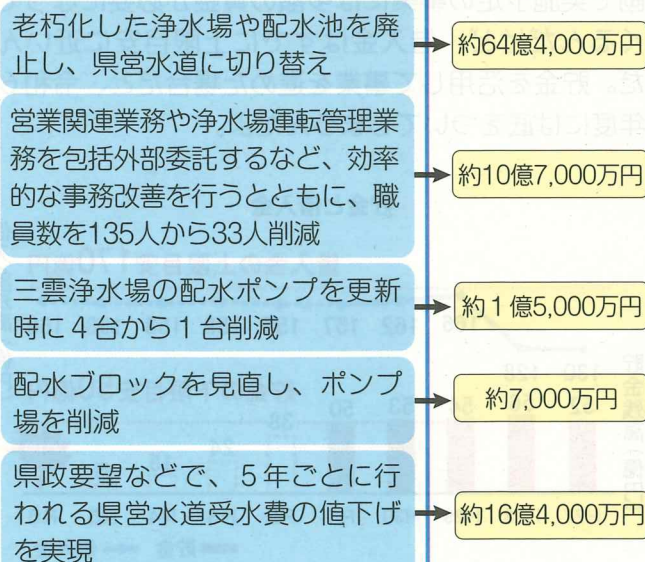 老朽化した浄水場や配水池を廃
止し、県営水道に切り替え
約64億4,000万円
営業関連業務や浄水場運転管理業
務を包括外部委託するなど、効率
的な事務改善を行うとともに、職
員数を135人から33人削減
約10億7,000万円
三雲浄水場の配水ポンプを更新
時に4台から1台削減
約1億5,000万円
配水ブロックを見直し、ポンプ
場を削減
約7,000万円
県政要望などで、5年ごとに行
われる県営水道受水費の値下げ
を実現
約16億4,000万円